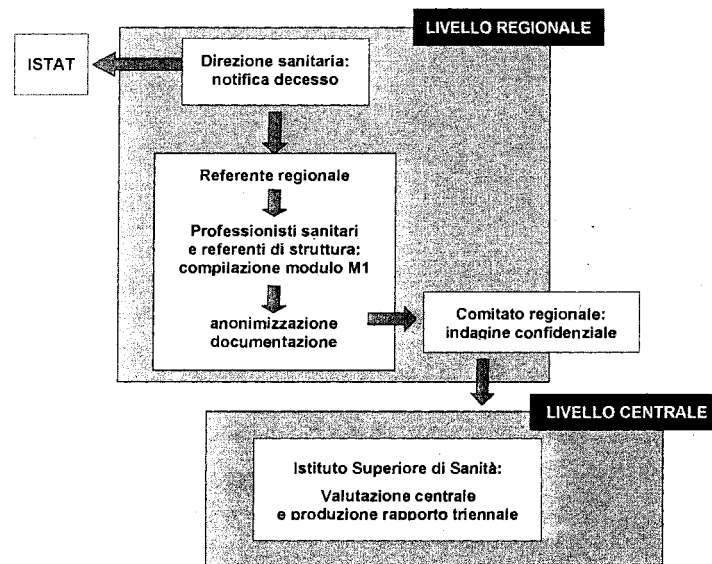 LIVELLO REGIONALE
ISTAT
Direzione sanitaria:
notifica decesso
Referente regionale
Professionisti sanitari
e referenti di struttura:
compilazione modulo M1
anonimizzazione
documentazione
Comitato regionale:
indagine confidenziale
LIVELLO CENTRALE
Istituto Superiore di Sanità:
Valutazione centrale
e produzione rapporto triennale